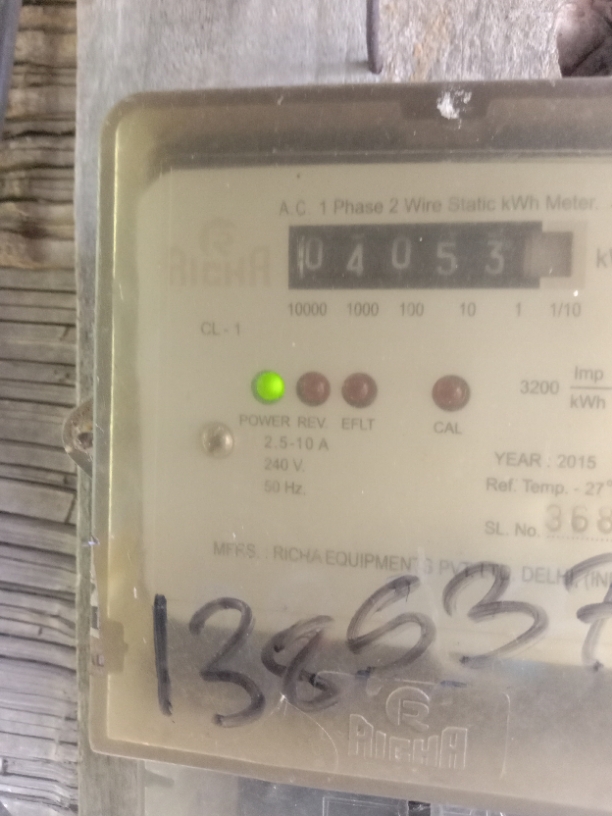 A.C. 1 Phase 2 Wire Static kWh Meter.
RICHA
04053
10000 1000 100 10 1 1/10
CL - 1
3200 Imp.
kWh
POWER REV. EFLT CAL
2.5-10 A
240 V.
50 Hz.
YEAR : 2015
Ref. Temp. - 27°
SL. No. 368
MFRS. : RICHA EQUIPMENTS PVT. LTD. DELHI.
RICHA